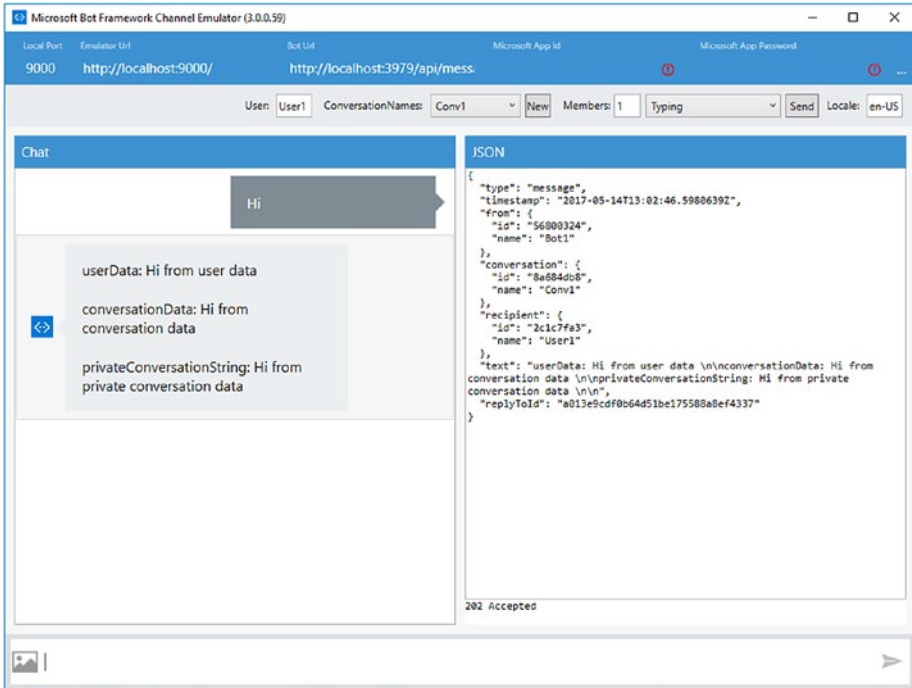 Microsoft Bot Framework Channel Emulator (3.0.0.59)
Local Port Emulator Url Bot Url Microsoft App Id Microsoft App Password
9000 http://localhost:9000/ http://localhost:3979/api/mess
...
User: User1 ConversationNames: Conv1 New Members: 1 Typing Send Locale: en-US
Chat
Hi
userData: Hi from user data
conversationData: Hi from
conversation data
privateConversationString: Hi from
private conversation data
JSON
{
"type": "message",
"timestamp": "2017-05-14T13:02:46.5980639Z",
"from": {
"id": "56800324",
"name": "Bot1"
},
"conversation": {
"id": "8a684db8",
"name": "Conv1"
},
"recipient": {
"id": "2c1c7fa3",
"name": "User1"
},
"text": "userData: Hi from user data \n\nconversationData: Hi from
conversation data \n\nprivateConversationString: Hi from private
conversation data \n\n",
"replyToId": "a013e9cdf0b64d51be175588a8ef4337"
}
202 Accepted